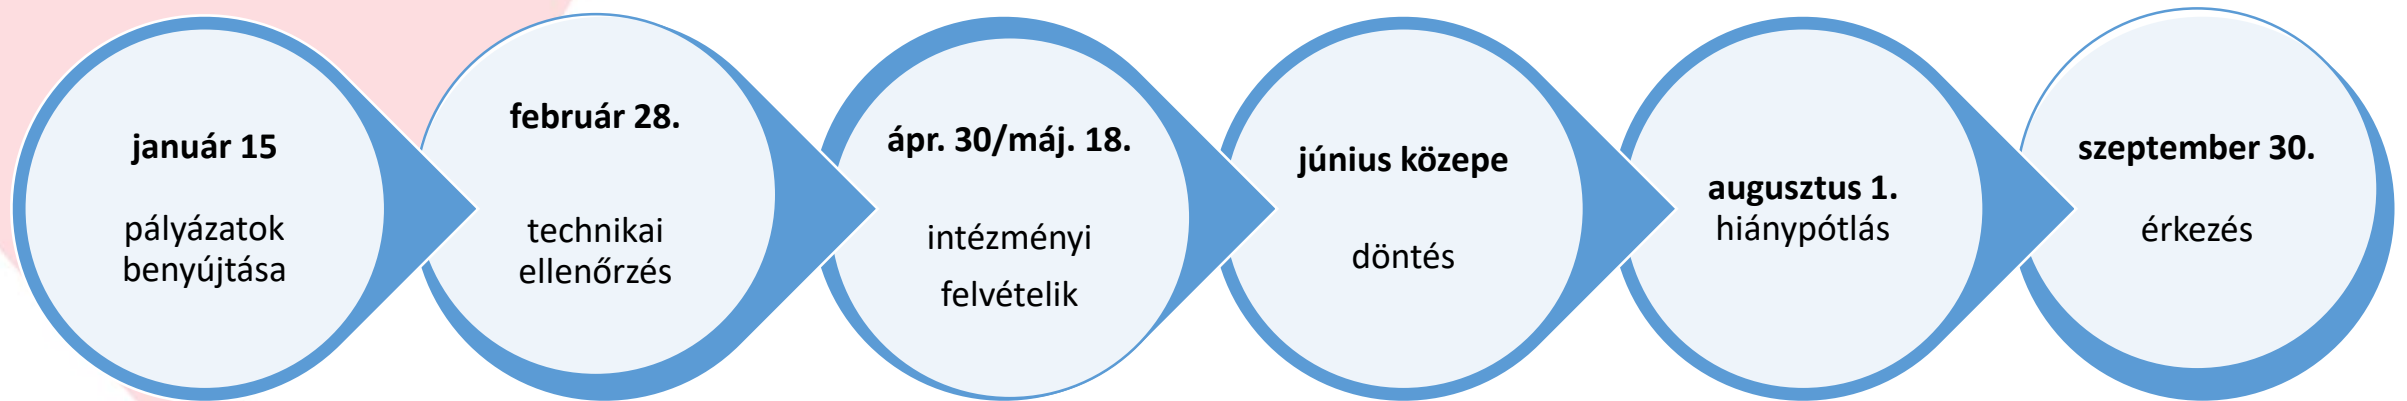 január 15
pályázatok
benyújtása
február 28.
technikai
ellenőrzés
ápr. 30/máj. 18.
intézményi
felvételik
június közepe
döntés
augusztus 1.
hiánypótlás
szeptember 30.
érkezés